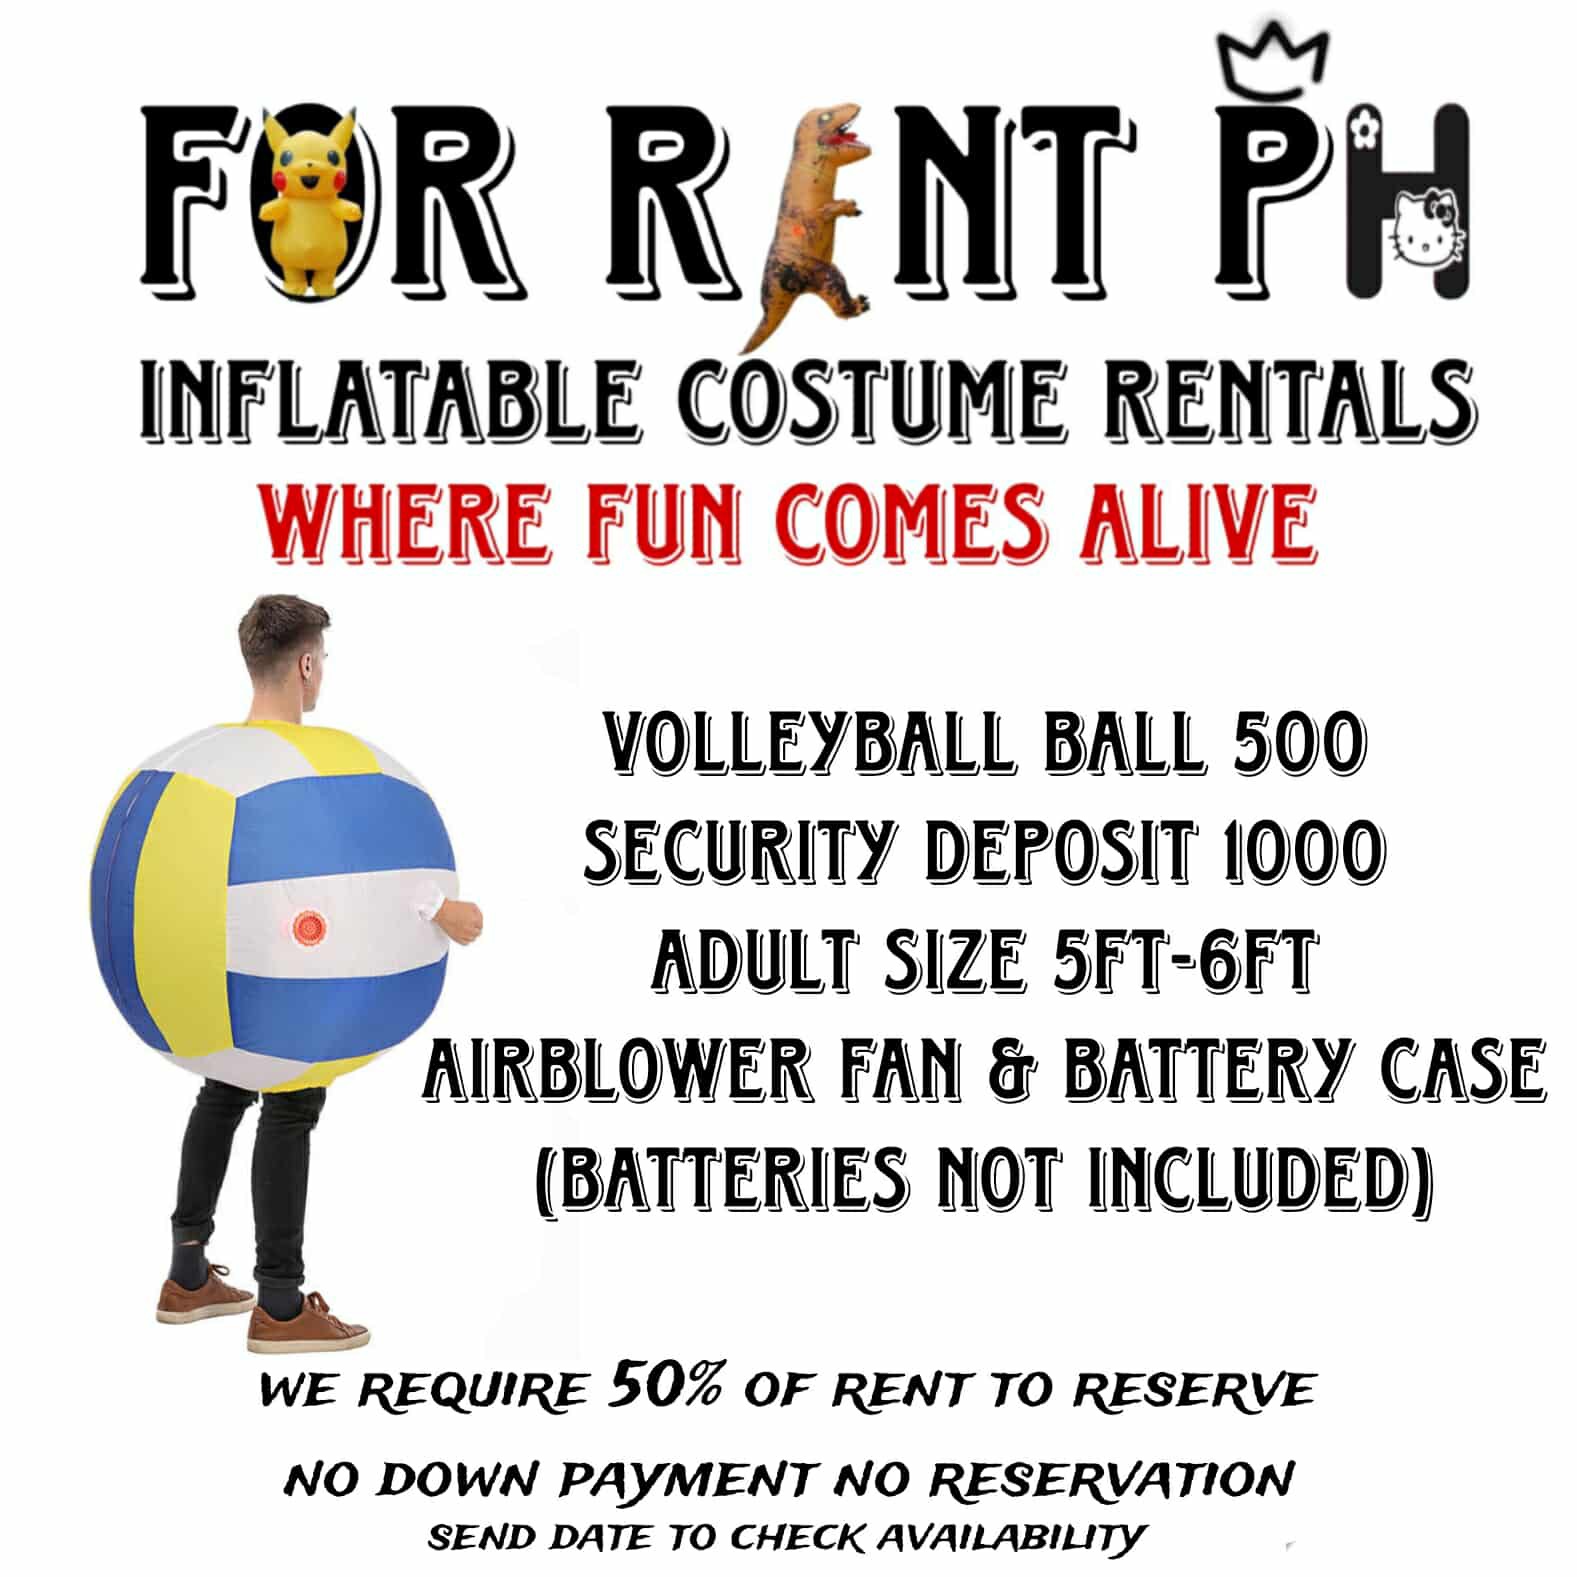 FOR RENT PH
INFLATABLE COSTUME RENTALS
WHERE FUN COMES ALIVE
VOLLEYBALL BALL 500
SECURITY DEPOSIT 1000
ADULT SIZE 5FT-6FT
AIRBLOWER FAN & BATTERY CASE
(BATTERIES NOT INCLUDED)
WE REQUIRE 50% OF RENT TO RESERVE
NO DOWN PAYMENT NO RESERVATION
SEND DATE TO CHECK AVAILABILITY